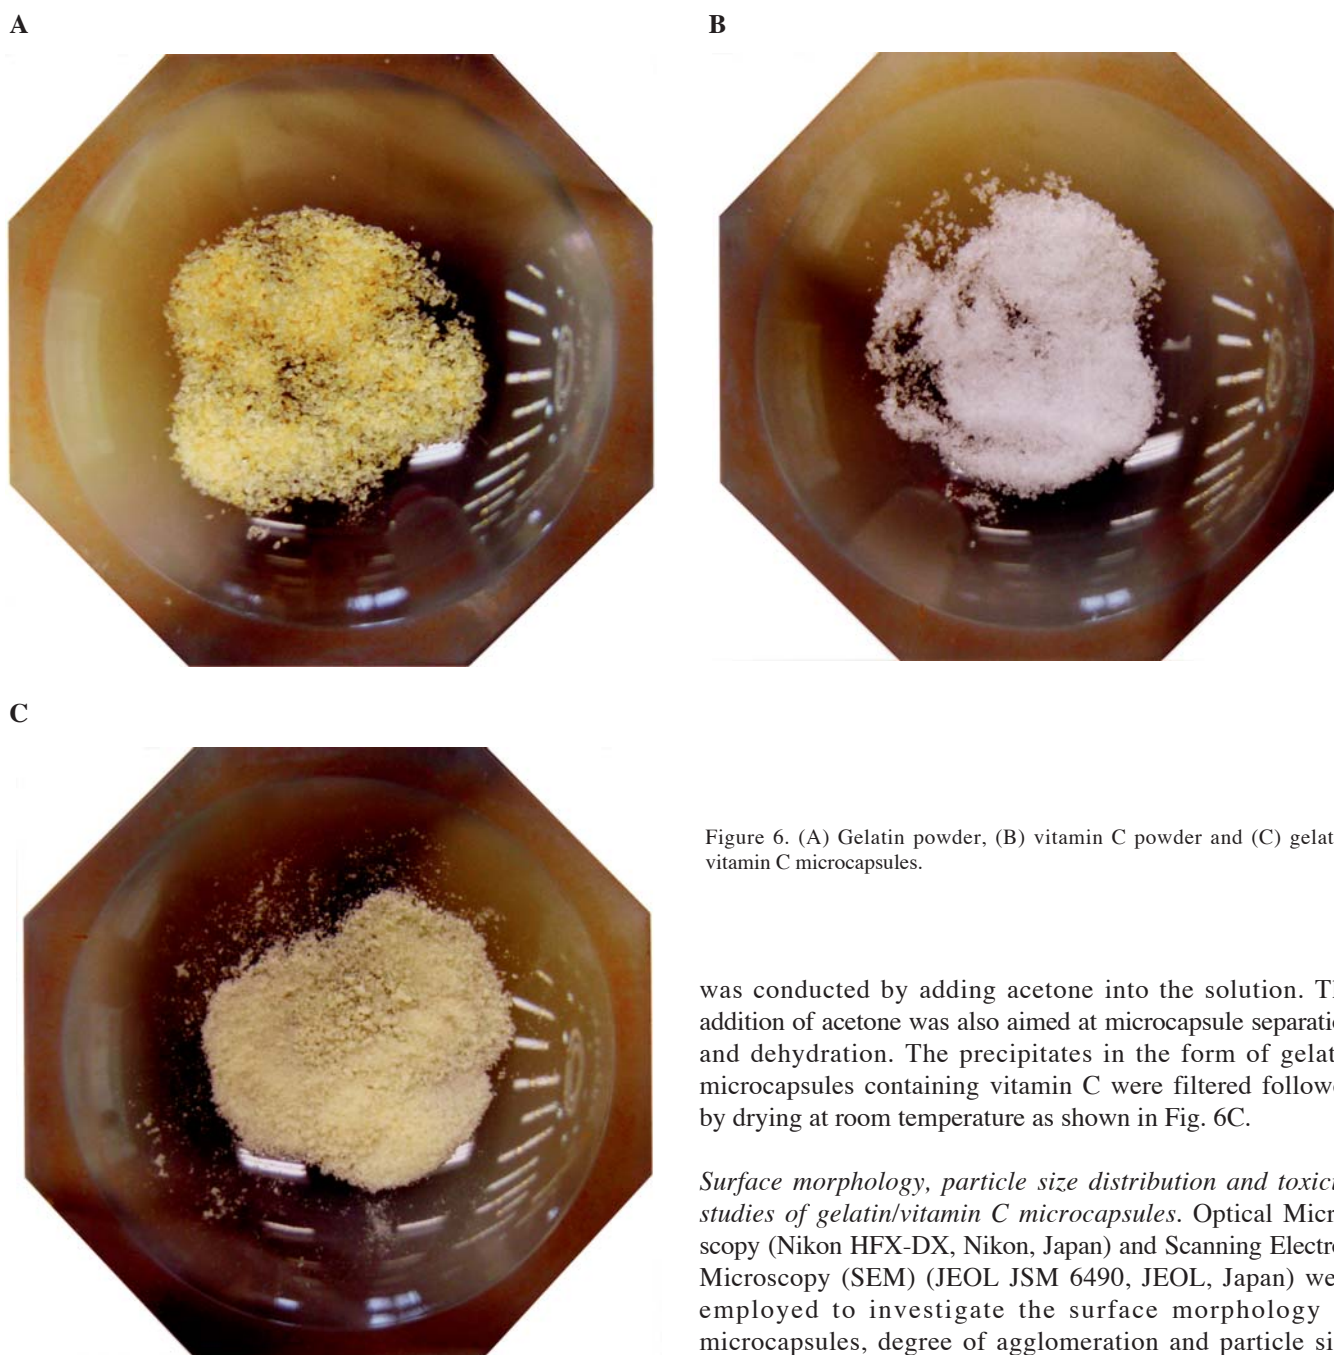 A
B
C
Figure 6. (A) Gelatin powder, (B) vitamin C powder and (C) gelat
vitamin C microcapsules.
was conducted by adding acetone into the solution. T
addition of acetone was also aimed at microcapsule separati
and dehydration. The precipitates in the form of gelat
microcapsules containing vitamin C were filtered follow
by drying at room temperature as shown in Fig. 6C.
Surface morphology, particle size distribution and toxici
studies of gelatin/vitamin C microcapsules. Optical Micr
scopy (Nikon HFX-DX, Nikon, Japan) and Scanning Electr
Microscopy (SEM) (JEOL JSM 6490, JEOL, Japan) we
employed to investigate the surface morphology
microcapsules, degree of agglomeration and particle si